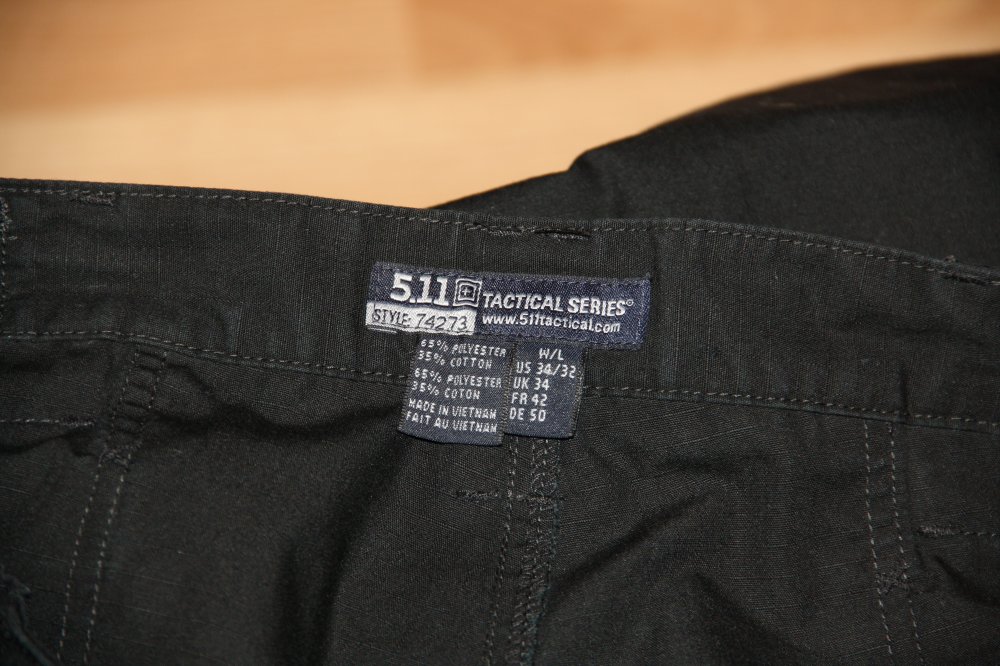 5.11 TACTICAL SERIES®
STYLE: 74273 www.511tactical.com
65% POLYESTER
35% COTTON
65% POLYESTER
35% COTON
MADE IN VIETNAM
FAIT AU VIETNAM
W/L
US 34/32
UK 34
FR 42
DE 50